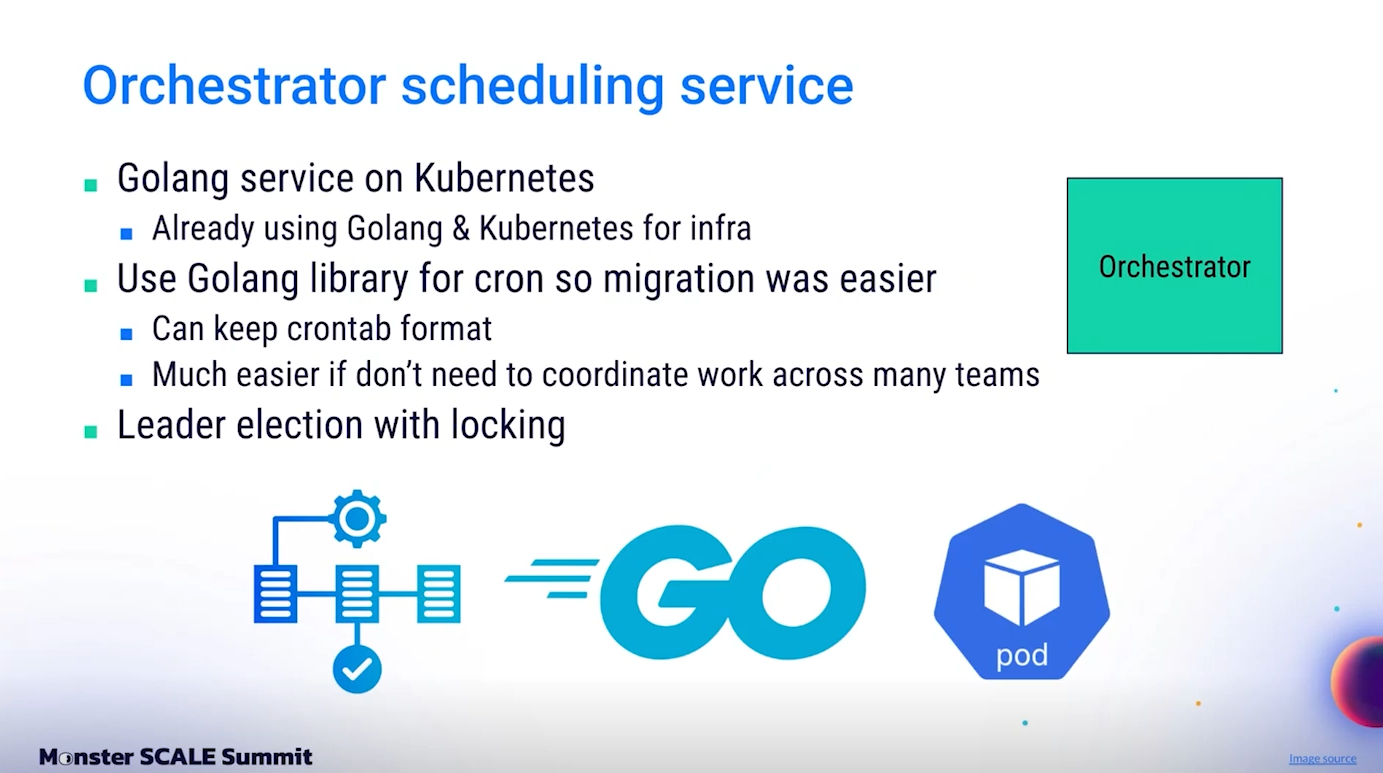 Orchestrator scheduling service
Golang service on Kubernetes
Already using Golang & Kubernetes for infra
Use Golang library for cron so migration was easier
Can keep crontab format
Much easier if don’t need to coordinate work across many teams
Leader election with locking
Orchestrator
GO
pod
Monster SCALE Summit
Image source